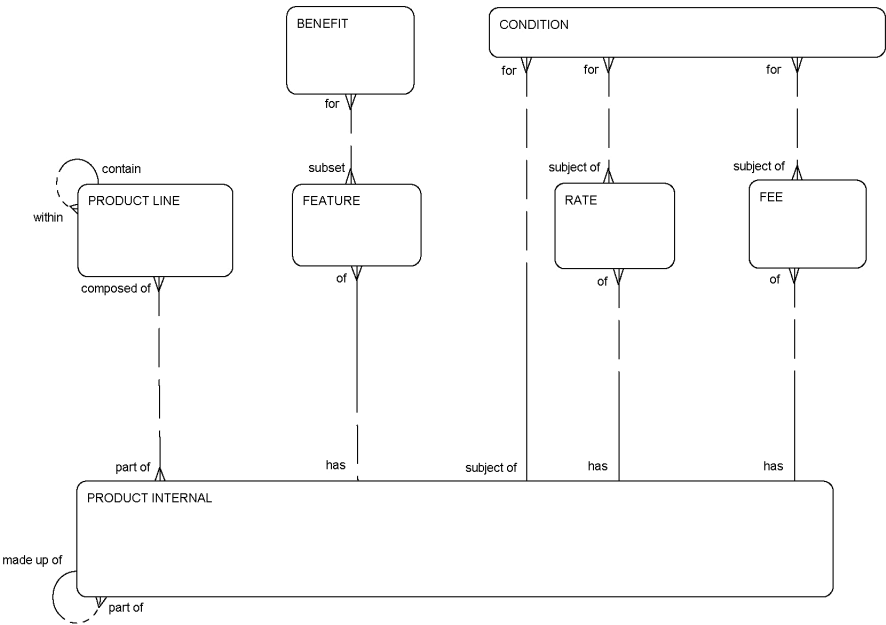 BENEFIT
CONDITION
for
for
for
for
contain
subset
subject of
subject of
within
PRODUCT LINE
FEATURE
RATE
FEE
composed of
of
of
of
part of
has
subject of
has
has
PRODUCT INTERNAL
made up of
part of